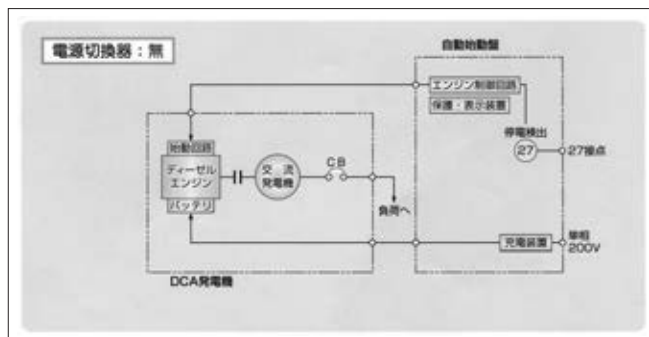 電源切換器：無
自動始動盤
エンジン制御回路
保護・表示装置
停電検出
27
27接点
始動回路
ディーゼル
エンジン
バッテリ
交流
発電機
CB
負荷へ
充電装置
単相
200V
DCA発電機